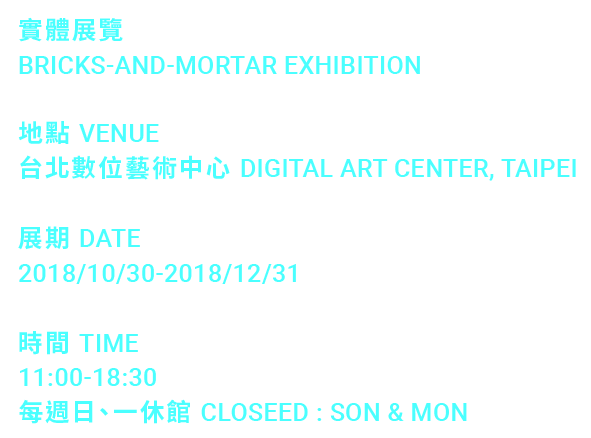 實體展覽
BRICKS-AND-MORTAR EXHIBITION
地點 VENUE
台北數位藝術中心 DIGITAL ART CENTER, TAIPEI
展期 DATE
2018/10/30-2018/12/31
時間 TIME
11:00-18:30
每週日、一休館 CLOSEED : SON & MON